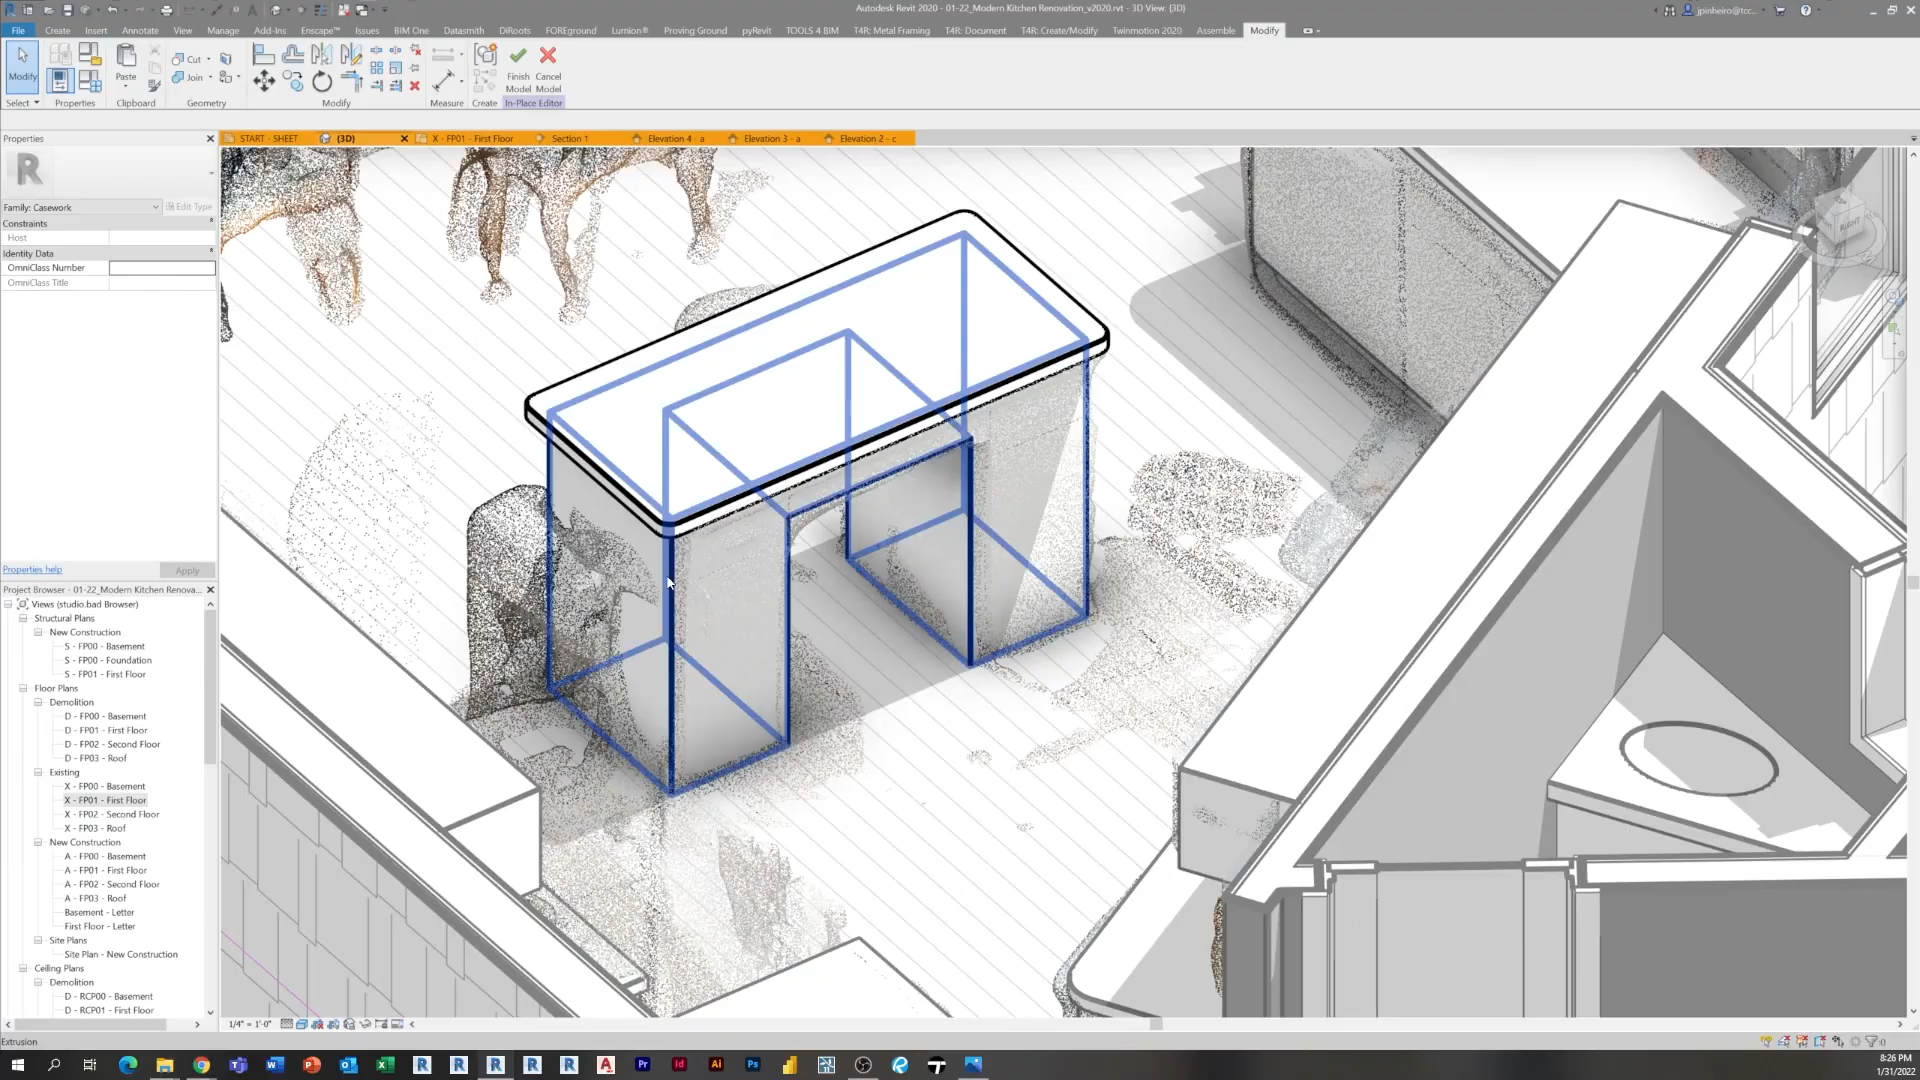 Autodesk Revit 2020 - 01-22_Modern Kitchen Renovation_v2020.rvt - 3D View: {3D}
jpinheiro@tcc...
File Create Insert Annotate View Manage Add-Ins Enscape™ Issues BIM One Datasmith DiRoots FOREground Lumion® Proving Ground pyRevit TOOLS 4 BIM T4R: Metal Framing T4R: Document T4R: Create/Modify Twinmotion 2020 Assemble Modify
Modify
Paste
Cut
Join
Finish Model
Cancel Model
Select Properties Clipboard Geometry Modify Measure Create In-Place Editor
Properties
START - SHEET {3D} X - FP01 - First Floor Section 1 Elevation 4 - a Elevation 3 - a Elevation 2 - c
R
Family: Casework Edit Type
Constraints
Host
Identity Data
OmniClass Number
OmniClass Title
RIGHT
Properties help Apply
Project Browser - 01-22_Modern Kitchen Renova...
Views (studio.bad Browser)
Structural Plans
New Construction
S - FP00 - Basement
S - FP00 - Foundation
S - FP01 - First Floor
Floor Plans
Demolition
D - FP00 - Basement
D - FP01 - First Floor
D - FP02 - Second Floor
D - FP03 - Roof
Existing
X - FP00 - Basement
X - FP01 - First Floor
X - FP02 - Second Floor
X - FP03 - Roof
New Construction
A - FP00 - Basement
A - FP01 - First Floor
A - FP02 - Second Floor
A - FP03 - Roof
Basement - Letter
First Floor - Letter
Site Plans
Site Plan - New Construction
Ceiling Plans
Demolition
D - RCP00 - Basement
D - RCP01 - First Floor
1/4" = 1'-0"
Extrusion
:0
8:26 PM
1/31/2022